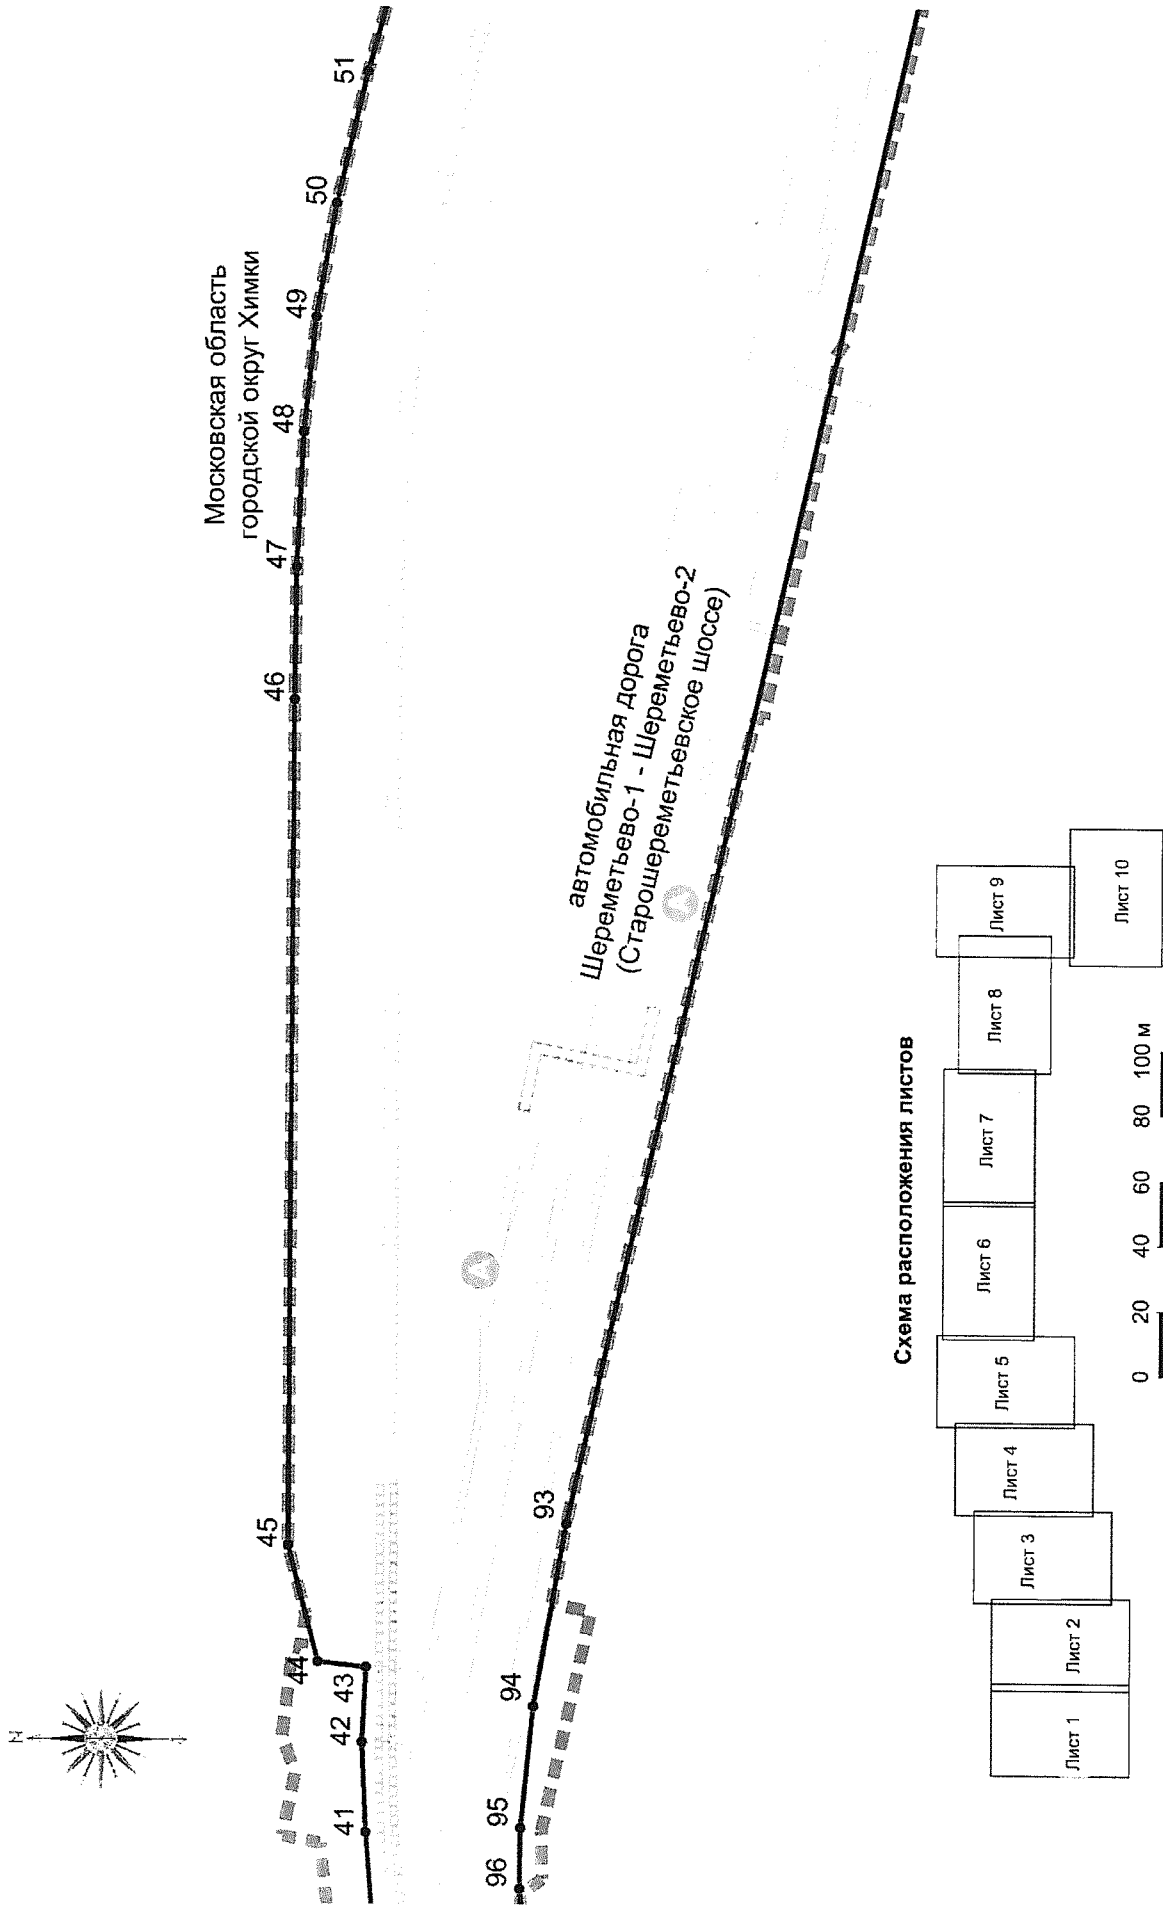 Московская область
городской округ Химки
41
42
43
44
45
46
47
48
49
50
51
автомобильная дорога
Шереметьево-1 - Шереметьево-2
(Старошереметьевское шоссе)
96
95
94
93
Схема расположения листов
Лист 1
Лист 2
Лист 3
Лист 4
Лист 5
Лист 6
Лист 7
Лист 8
Лист 9
Лист 10
0 20 40 60 80 100 м